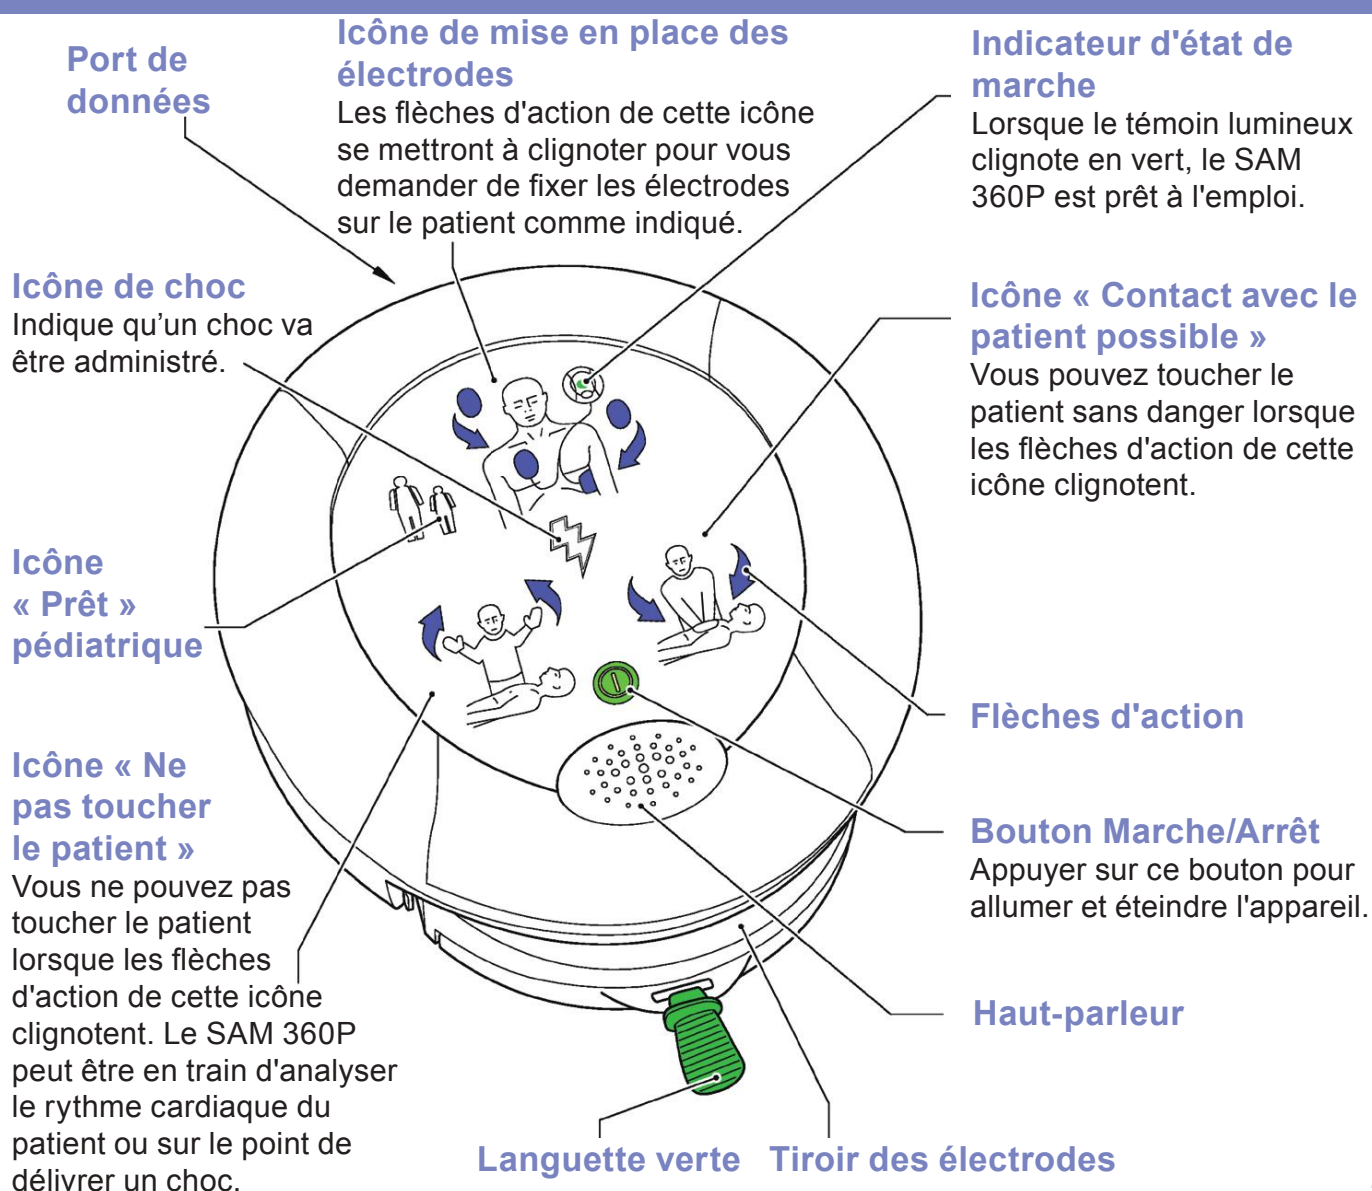 Port de
données
Icône de mise en place des
électrodes
Les flèches d'action de cette icône
se mettront à clignoter pour vous
demander de fixer les électrodes
sur le patient comme indiqué.
Indicateur d'état de
marche
Lorsque le témoin lumineux
clignote en vert, le SAM
360P est prêt à l'emploi.
Icône de choc
Indique qu’un choc va
être administré.
Icône « Contact avec le
patient possible »
Vous pouvez toucher le
patient sans danger lorsque
les flèches d'action de cette
icône clignotent.
Icône
« Prêt »
pédiatrique
Flèches d'action
Icône « Ne
pas toucher
le patient »
Vous ne pouvez pas
toucher le patient
lorsque les flèches
d'action de cette icône
clignotent. Le SAM 360P
peut être en train d'analyser
le rythme cardiaque du
patient ou sur le point de
délivrer un choc.
Bouton Marche/Arrêt
Appuyer sur ce bouton pour
allumer et éteindre l'appareil.
Haut-parleur
Languette verte
Tiroir des électrodes